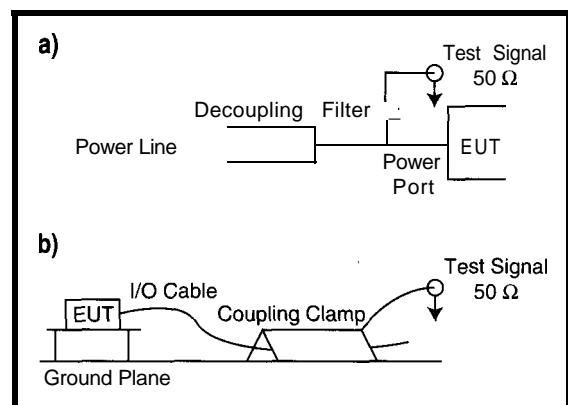 a)
Test Signal
50 Ω
Decoupling Filter
Power Line
EUT
Power
Port
b)
Test Signal
50 Ω
I/O Cable
EUT
Coupling Clamp
Ground Plane